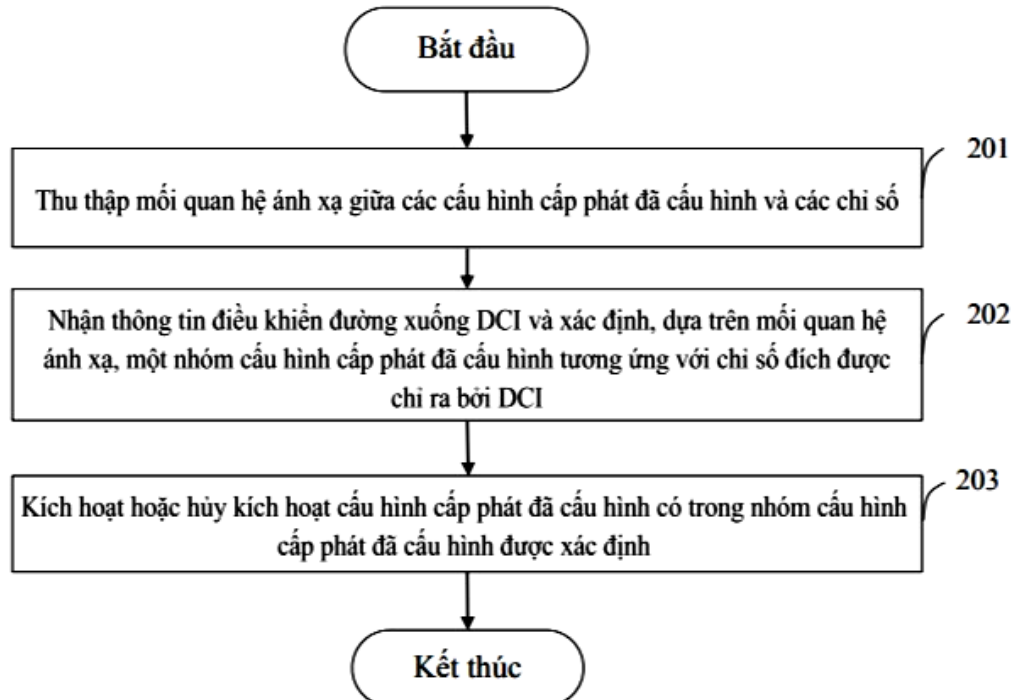 Bắt đầu
201
Thu thập mối quan hệ ánh xạ giữa các cấu hình cấp phát đã cấu hình và các chỉ số
202
Nhận thông tin điều khiển đường xuống DCI và xác định, dựa trên mối quan hệ
ánh xạ, một nhóm cấu hình cấp phát đã cấu hình tương ứng với chỉ số đích được
chỉ ra bởi DCI
203
Kích hoạt hoặc hủy kích hoạt cấu hình cấp phát đã cấu hình có trong nhóm cấu hình
cấp phát đã cấu hình được xác định
Kết thúc